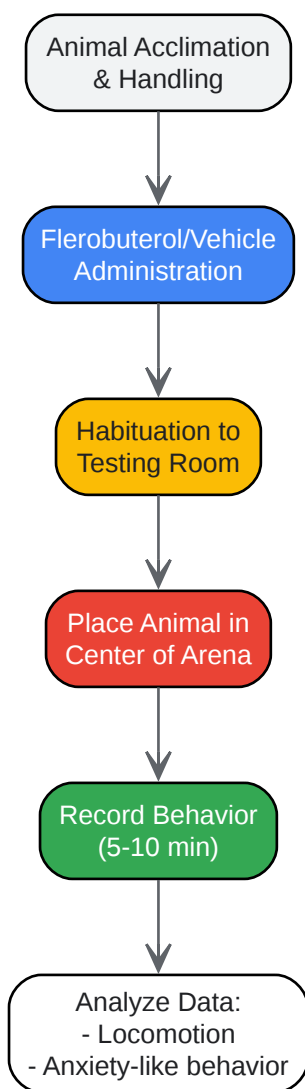 Animal Acclimation
& Handling
Flerobuterol/Vehicle
Administration
Habituation to
Testing Room
Place Animal in
Center of Arena
Record Behavior
(5-10 min)
Analyze Data:
- Locomotion
- Anxiety-like behavior